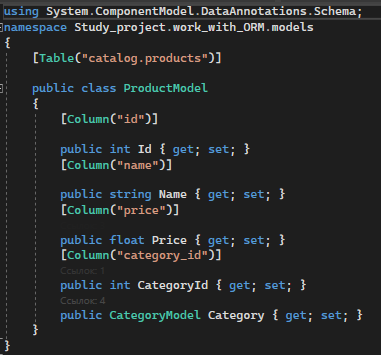 using System.ComponentModel.DataAnnotations.Schema;
namespace Study_project.work_with_ORM.models
{
[Table("catalog.products")]
public class ProductModel
{
[Column("id")]
public int Id { get; set; }
[Column("name")]
public string Name { get; set; }
[Column("price")]
public float Price { get; set; }
[Column("category_id")]
Ссылок: 1
public int CategoryId { get; set; }
Ссылок: 4
public CategoryModel Category { get; set; }
}
}